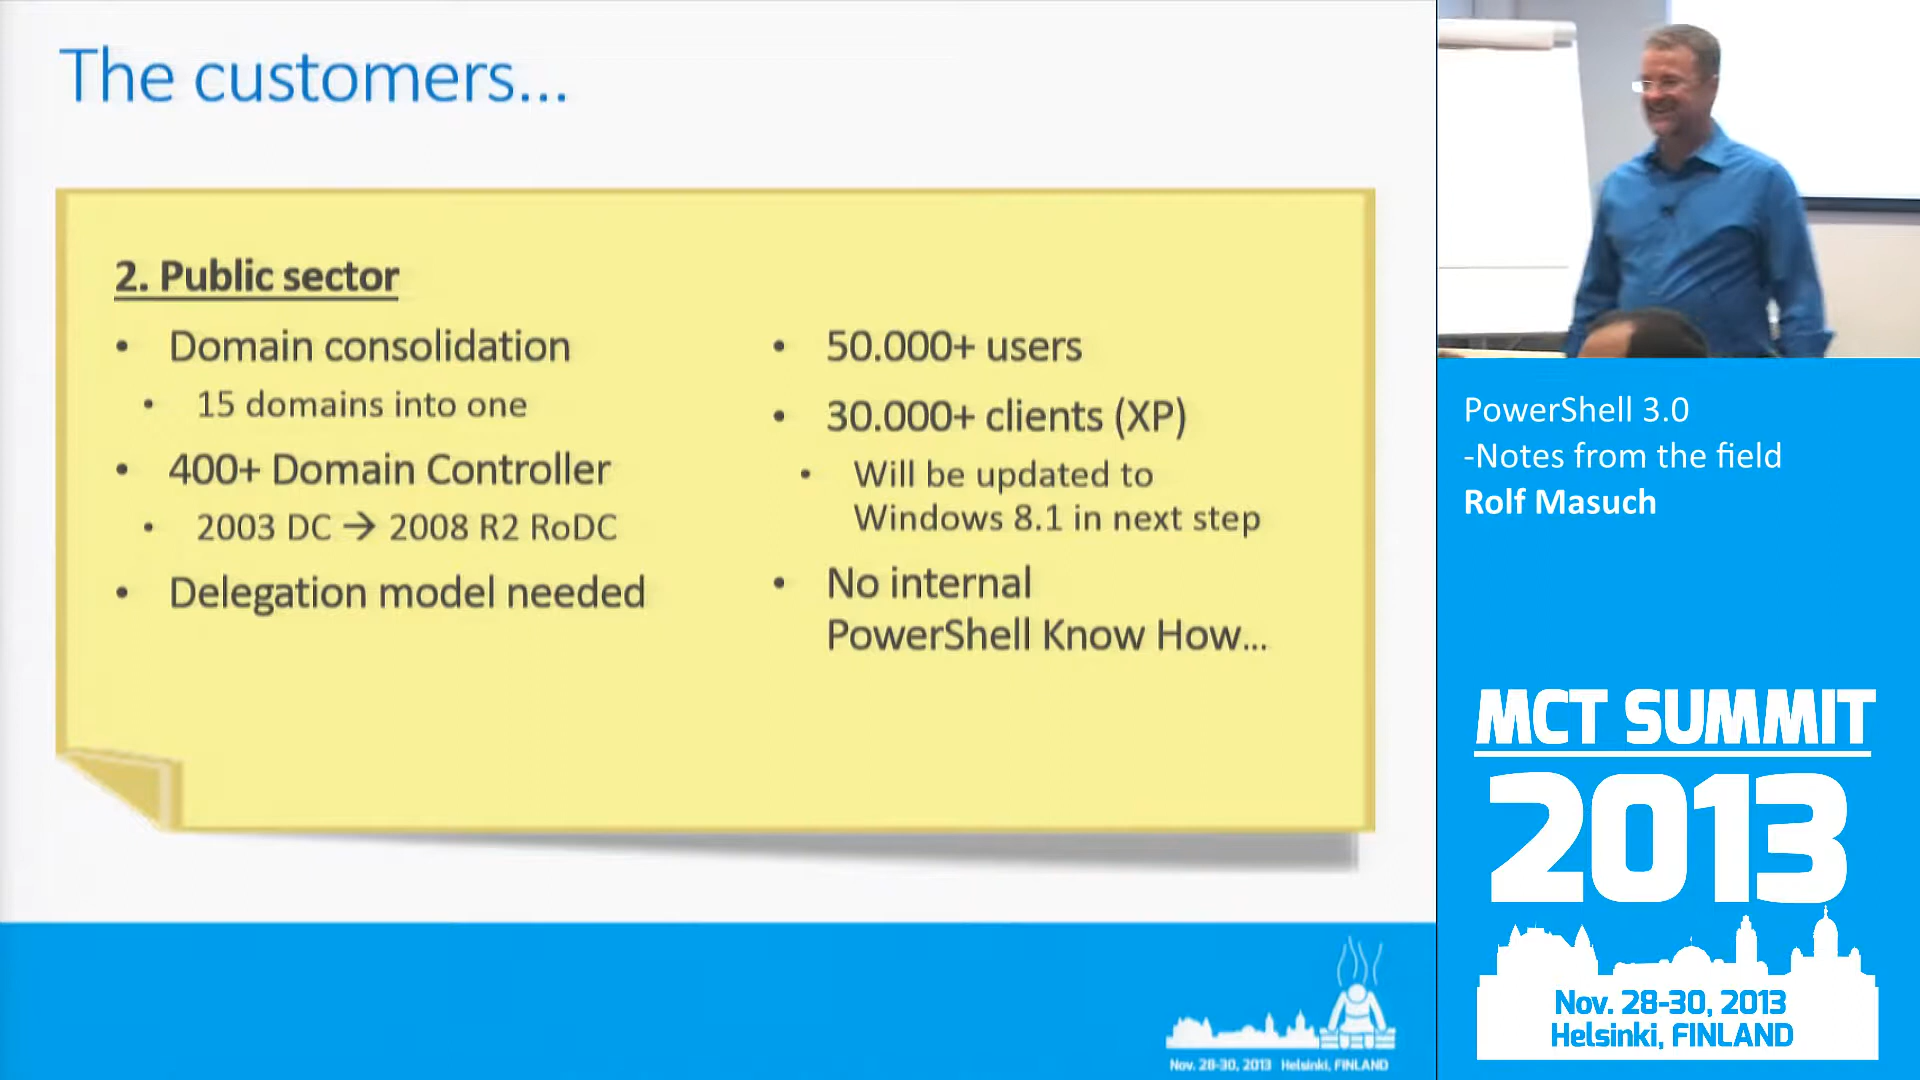 The customers...
2. Public sector
• Domain consolidation
• 15 domains into one
• 400+ Domain Controller
• 2003 DC → 2008 R2 RoDC
• Delegation model needed
• 50.000+ users
• 30.000+ clients (XP)
• Will be updated to
Windows 8.1 in next step
• No internal
PowerShell Know How...
Nov. 28-30, 2013 Helsinki, FINLAND
PowerShell 3.0
-Notes from the field
Rolf Masuch
MCT SUMMIT
2013
Nov. 28-30, 2013
Helsinki, FINLAND